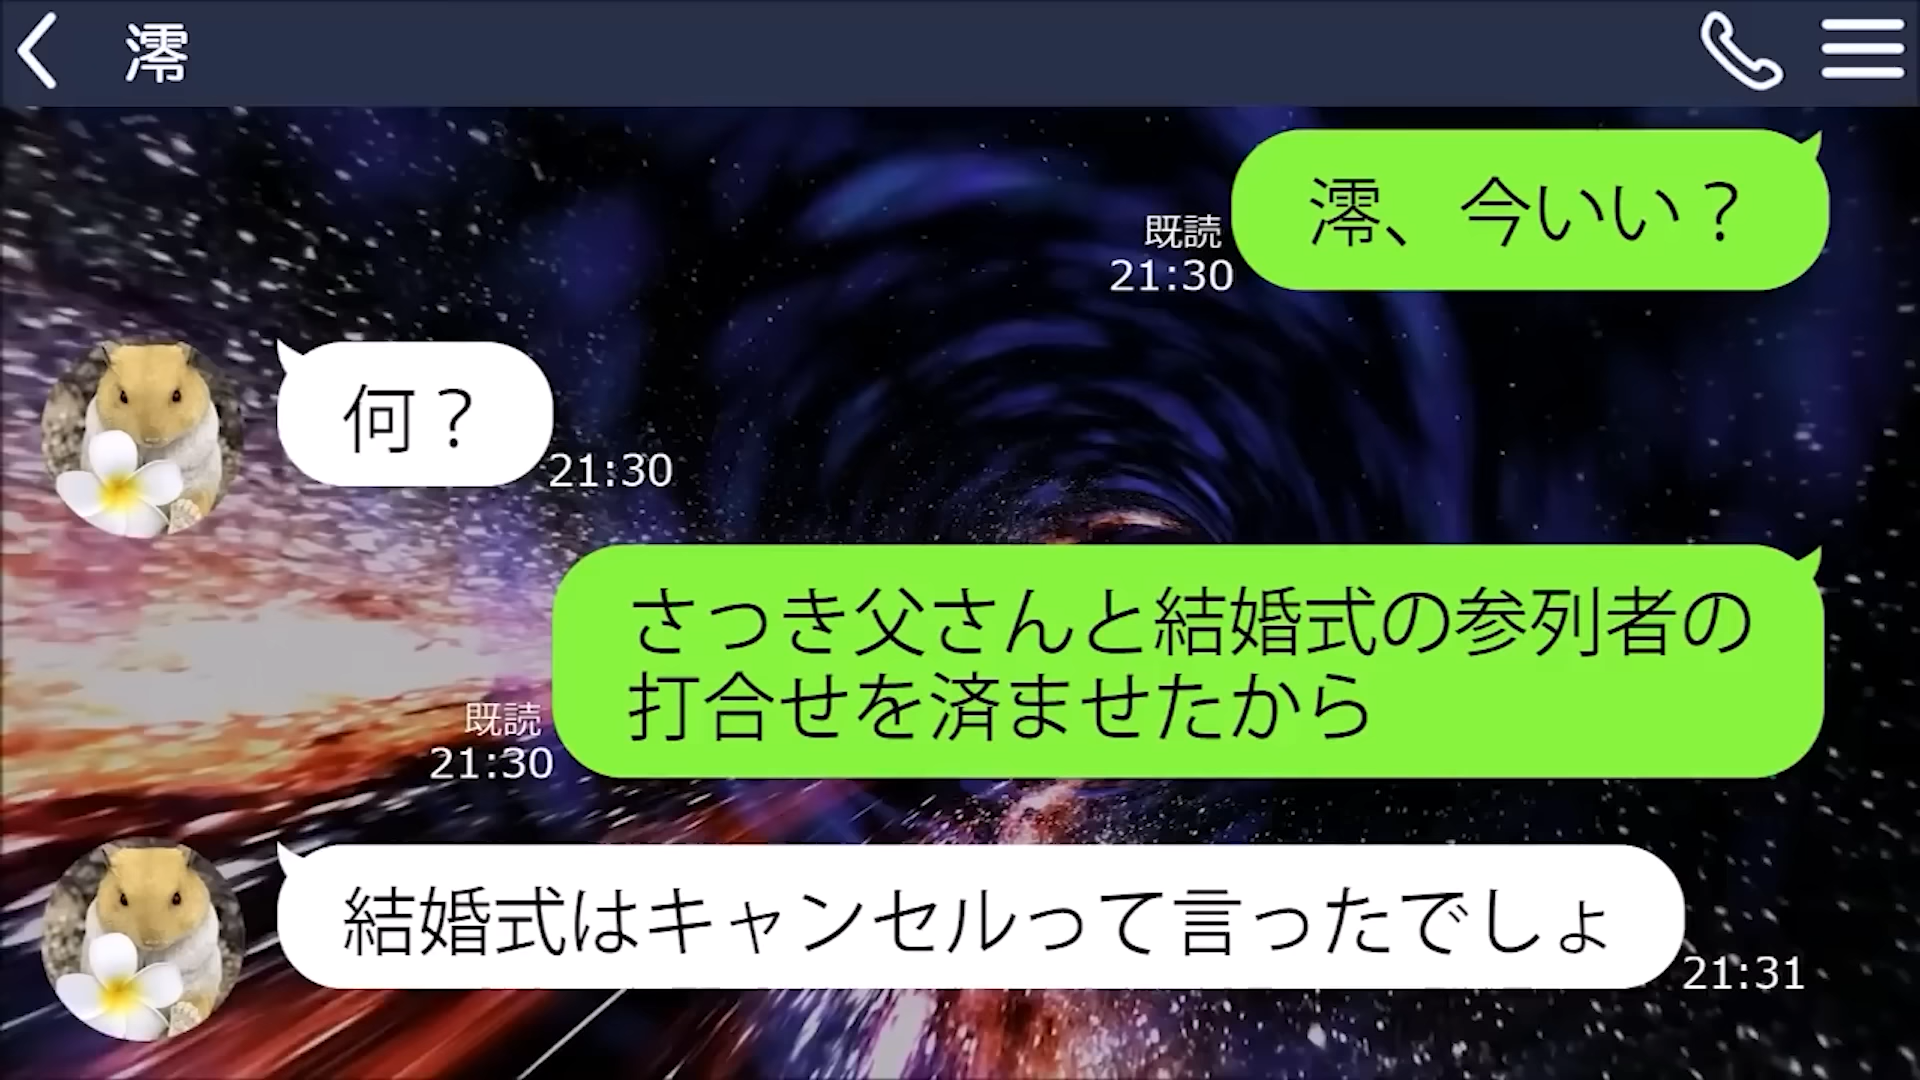 澪
澪、今いい？
既読
21:30
何？
21:30
さっき父さんと結婚式の参列者の
打合せを済ませたから
既読
21:30
結婚式はキャンセルって言ったでしょ
21:31